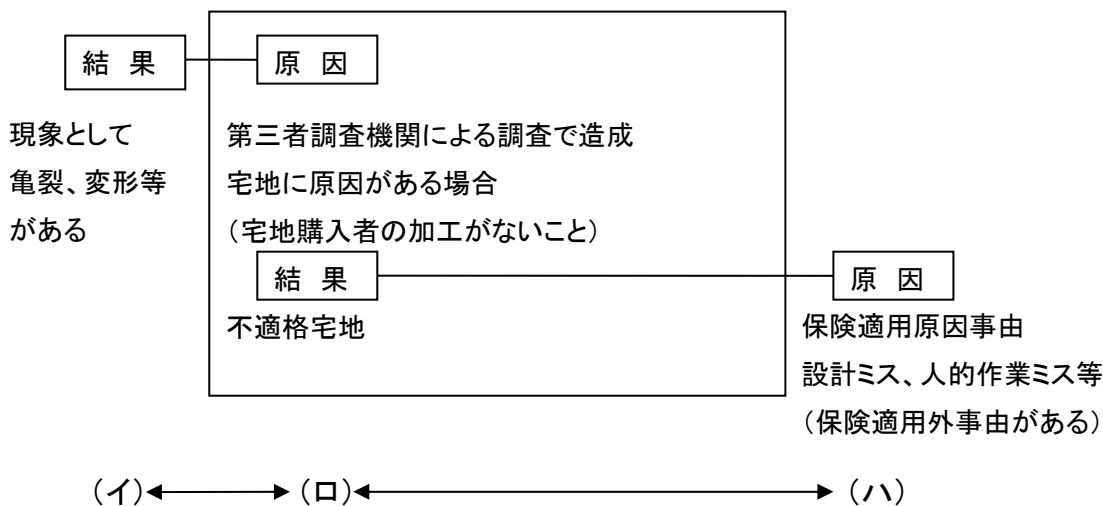 結 果
原 因
現象として
亀裂、変形等
がある
第三者調査機関による調査で造成
宅地に原因がある場合
（宅地購入者の加工がないこと）
結 果
原 因
不適格宅地
保険適用原因事由
設計ミス、人的作業ミス等
（保険適用外事由がある）
（イ） （ロ） （ハ）